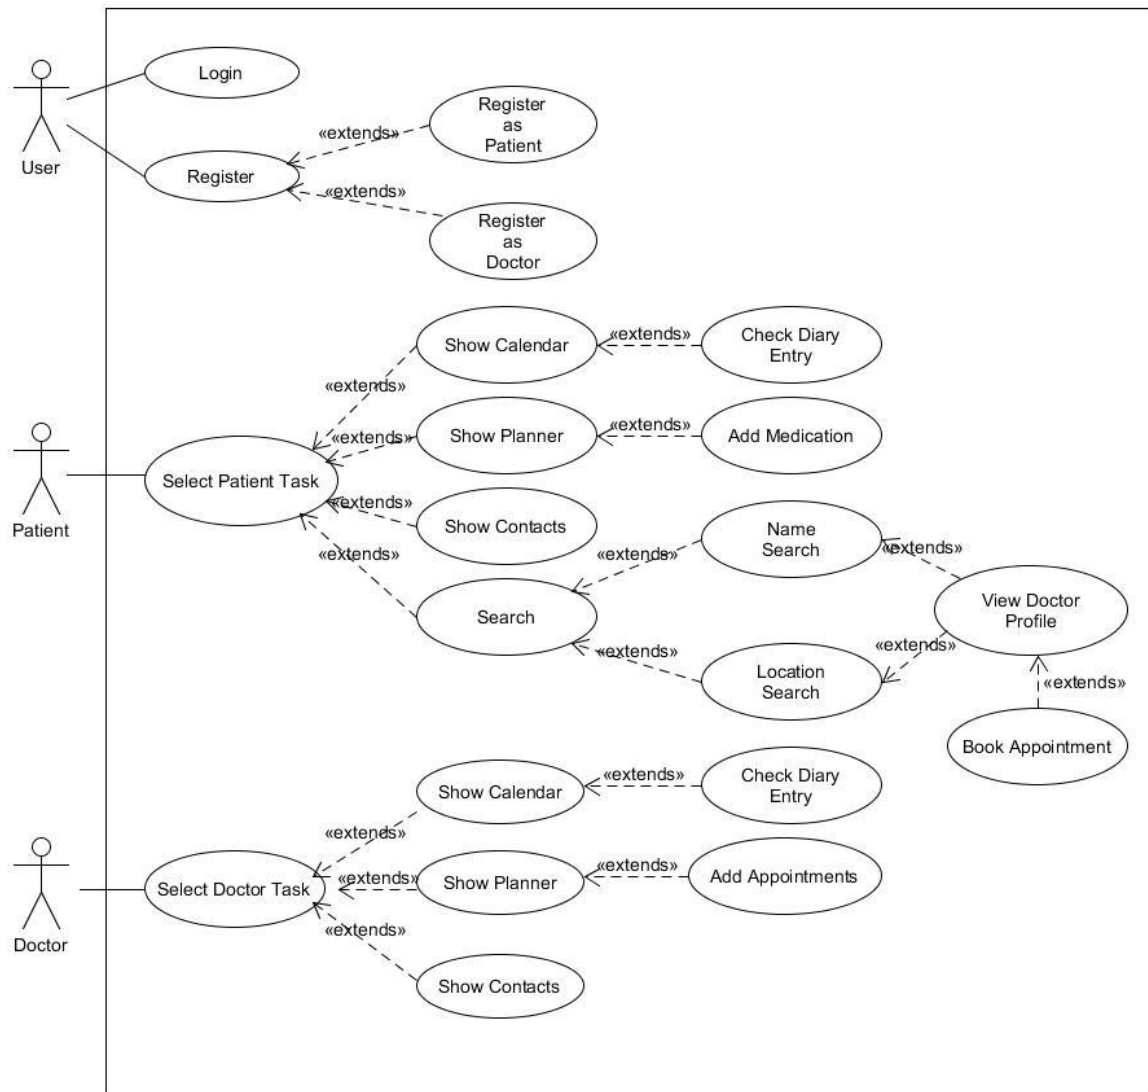 Login
User
Register
«extends»
Register
as
Patient
«extends»
Register
as
Doctor
Patient
Select Patient Task
«extends»
Show Calendar
«extends»
Check Diary
Entry
«extends»
Show Planner
«extends»
Add Medication
«extends»
Show Contacts
«extends»
Search
«extends»
Name
Search
«extends»
Location
Search
«extends»
«extends»
View Doctor
Profile
«extends»
Book Appointment
Doctor
Select Doctor Task
«extends»
Show Calendar
«extends»
Check Diary
Entry
«extends»
Show Planner
«extends»
Add Appointments
«extends»
Show Contacts